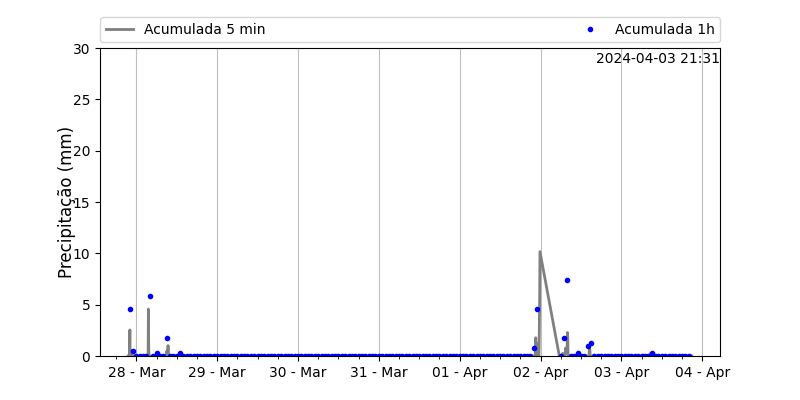 Acumulada 5 min
Acumulada 1h
2024-04-03 21:31
Precipitação (mm)
30
25
20
15
10
5
0
28 - Mar
29 - Mar
30 - Mar
31 - Mar
01 - Apr
02 - Apr
03 - Apr
04 - Apr